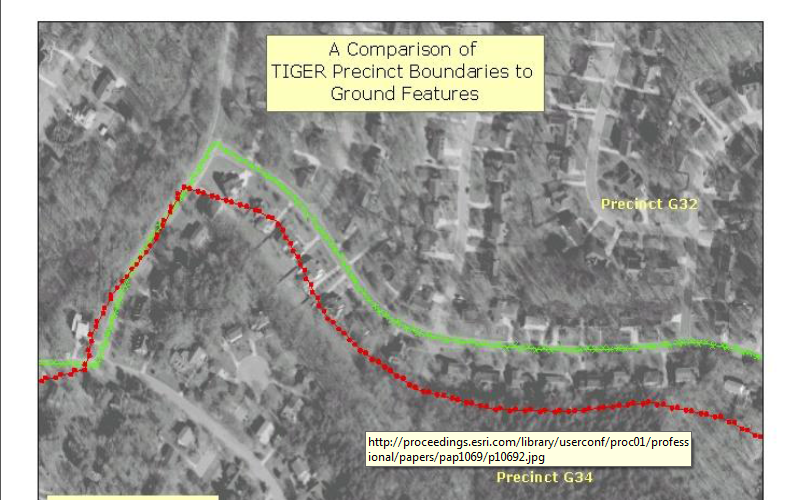 A Comparison of
TIGER Precinct Boundaries to
Ground Features
Precinct G32
http://proceedings.esri.com/library/userconf/proc01/profess
ional/papers/pap1069/p10692.jpg
Precinct G34